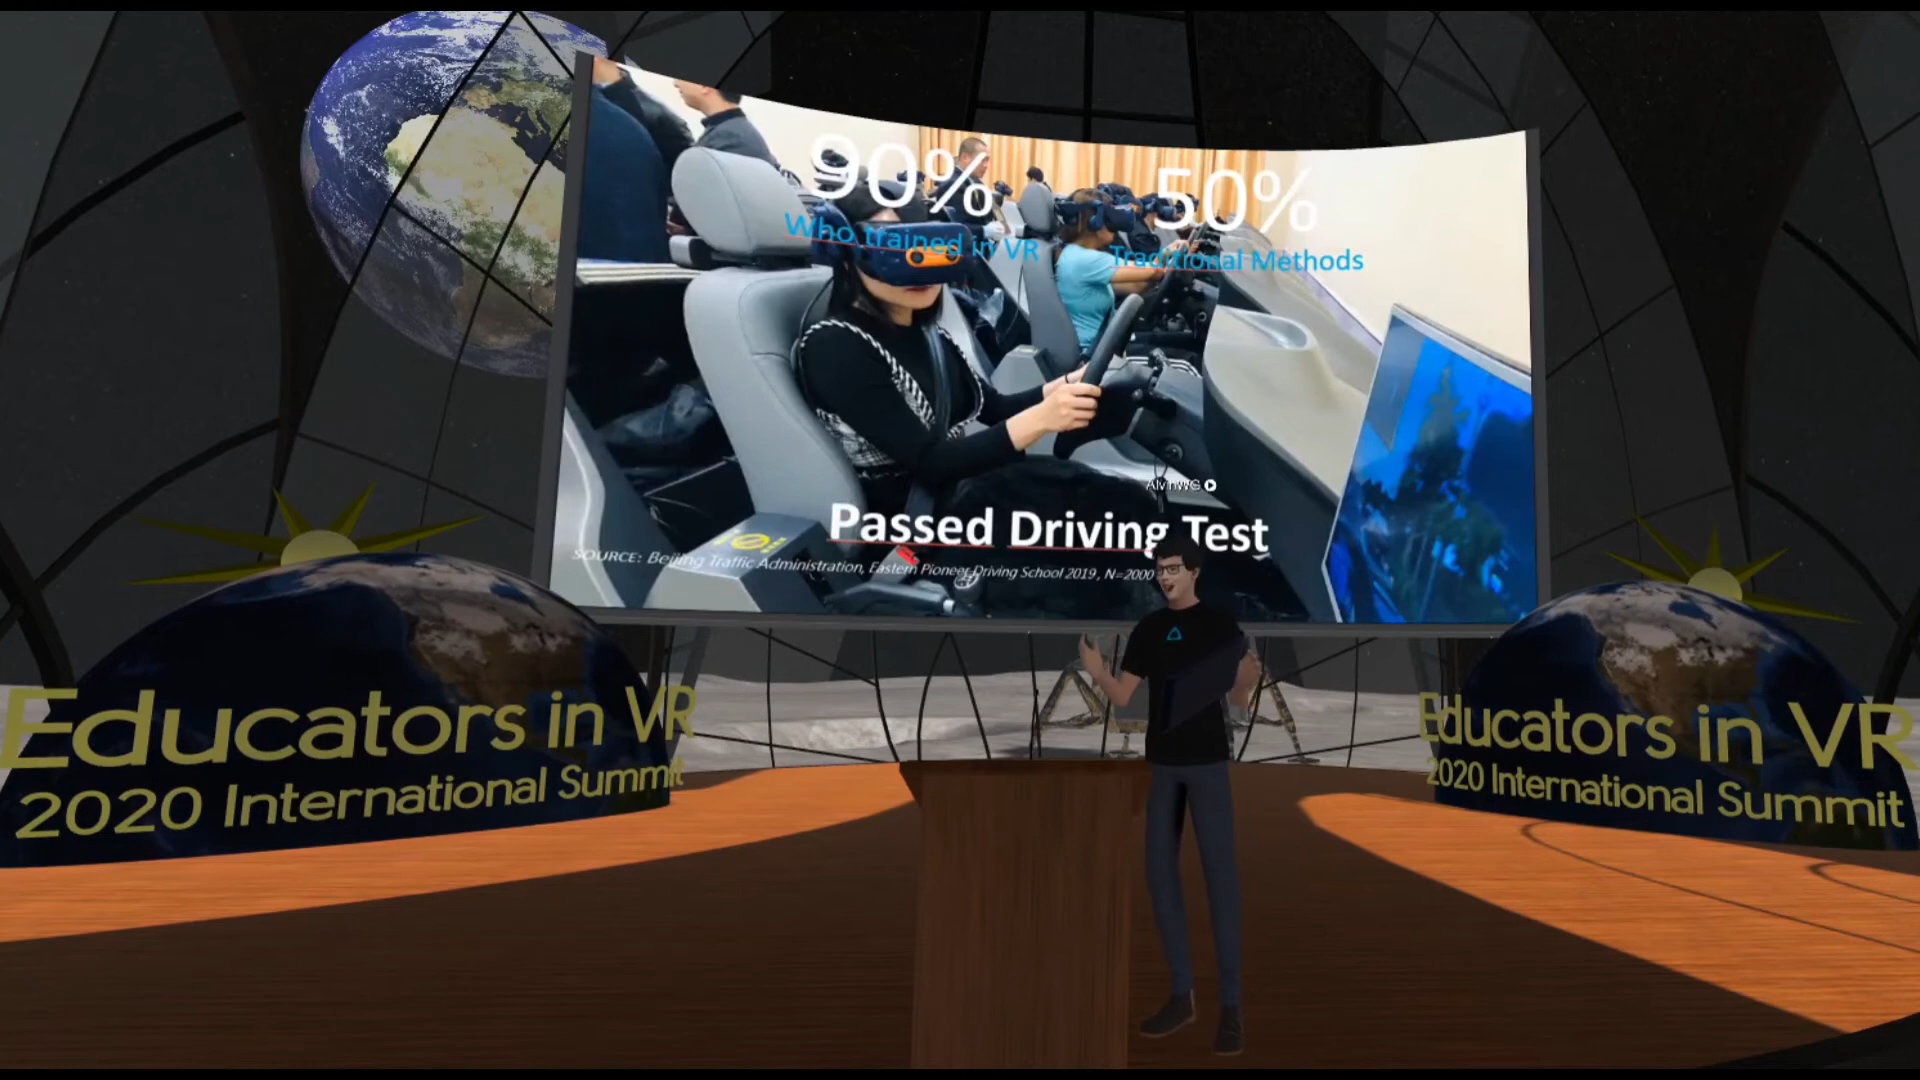 90%
Who trained in VR
50%
Traditional Methods
AlvinWG
Passed Driving Test
SOURCE: Beijing Traffic Administration, Eastern Pioneer Driving School 2019, N=2000
Educators in VR
2020 International Summit
Educators in VR
2020 International Summit